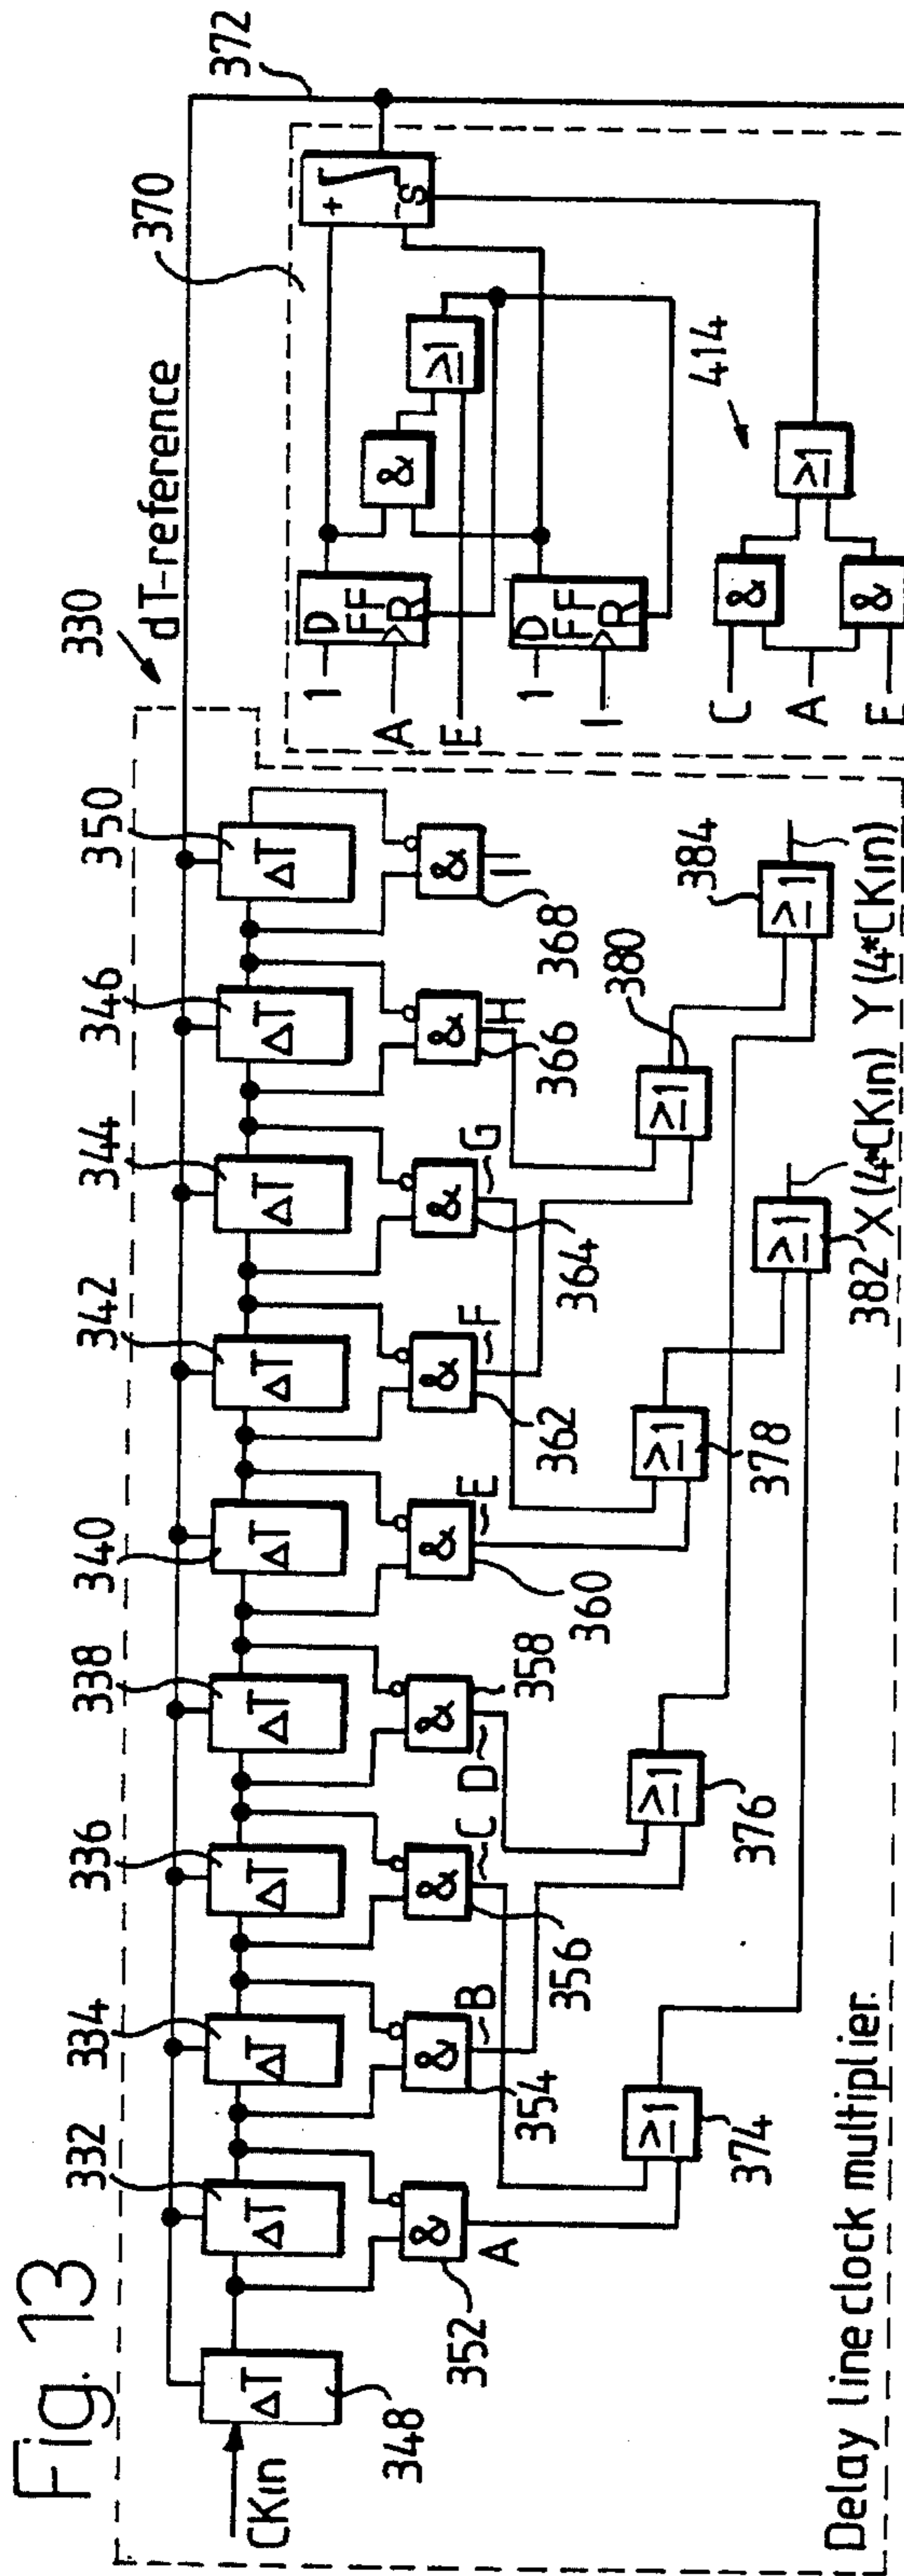 Fig. 13
330
dT-reference
372
370
CKin
348
ΔT
332
ΔT
334
ΔT
336
ΔT
338
ΔT
340
ΔT
342
ΔT
344
ΔT
346
ΔT
350
ΔT
352
&
A
354
&
B
356
&
C
358
&
D
360
&
E
362
&
F
364
&
G
366
&
H
368
&
I
374
≥1
376
≥1
378
≥1
380
≥1
382
≥1
X (4*CKin)
384
≥1
Y (4*CKin)
1
D
FF
R
A
E
&
≥1
1
D
FF
R
I
+
-
S
414
C
&
A
E
&
≥1
Delay line clock multiplier.